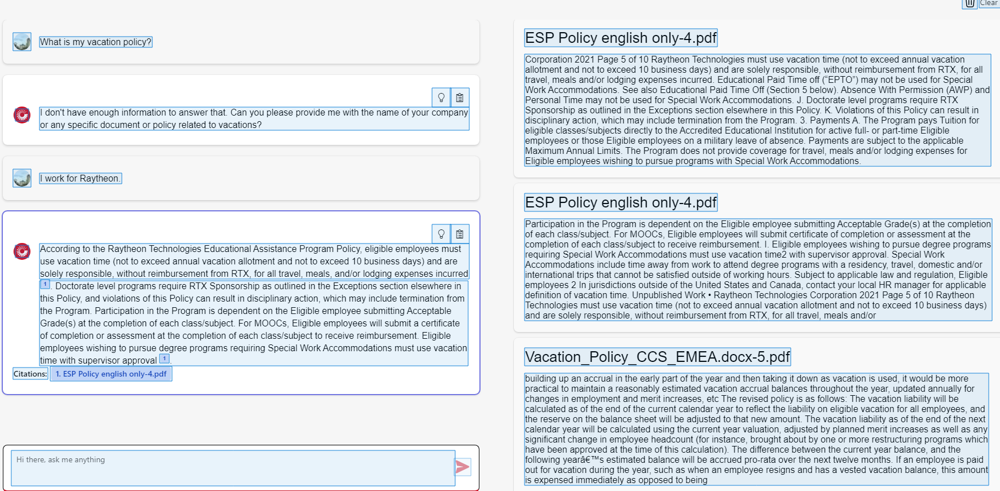 Clear
What is my vacation policy?
I don't have enough information to answer that. Can you please provide me with the name of your company
or any specific document or policy related to vacations?
I work for Raytheon.
According to the Raytheon Technologies Educational Assistance Program Policy, eligible employees must
use vacation time (not to exceed annual vacation allotment and not to exceed 10 business days) and are
solely responsible, without reimbursement from RTX, for all travel, meals, and/or lodging expenses incurred
1. Doctorate level programs require RTX Sponsorship as outlined in the Exceptions section elsewhere in
this Policy, and violations of this Policy can result in disciplinary action, which may include termination from
the Program. Participation in the Program is dependent on the Eligible employee submitting Acceptable
Grade(s) at the completion of each class/subject. For MOOCs, Eligible employees will submit a certificate
of completion or assessment at the completion of each class/subject to receive reimbursement. Eligible
employees wishing to pursue degree programs requiring Special Work Accommodations must use vacation
time with supervisor approval 1.
Citations: 1. ESP Policy english only-4.pdf
Hi there, ask me anything
ESP Policy english only-4.pdf
Corporation 2021 Page 5 of 10 Raytheon Technologies must use vacation time (not to exceed annual vacation
allotment and not to exceed 10 business days) and are solely responsible, without reimbursement from RTX, for all
travel, meals and/or lodging expenses incurred. Educational Paid Time off (“EPTO”) may not be used for Special
Work Accommodations. See also Educational Paid Time Off (Section 5 below). Absence With Permission (AWP) and
Personal Time may not be used for Special Work Accommodations. J. Doctorate level programs require RTX
Sponsorship as outlined in the Exceptions section elsewhere in this Policy. K. Violations of this Policy can result in
disciplinary action, which may include termination from the Program. 3. Payments A. The Program pays Tuition for
eligible classes/subjects directly to the Accredited Educational Institution for active full- or part-time Eligible
employees or those Eligible employees on a military leave of absence. Payments are subject to the applicable
Maximum Annual Limits. The Program does not provide coverage for travel, meals and/or lodging expenses for
Eligible employees wishing to pursue programs with Special Work Accommodations.
ESP Policy english only-4.pdf
Participation in the Program is dependent on the Eligible employee submitting Acceptable Grade(s) at the completion
of each class/subject. For MOOCs, Eligible employees will submit certificate of completion or assessment at the
completion of each class/subject to receive reimbursement. I. Eligible employees wishing to pursue degree programs
requiring Special Work Accommodations must use vacation time2 with supervisor approval. Special Work
Accommodations include time away from work to attend degree programs with a residency, travel, domestic and/or
international trips that cannot be satisfied outside of working hours. Subject to applicable law and regulation, Eligible
employees 2 In jurisdictions outside of the United States and Canada, contact your local HR manager for applicable
definition of vacation time. Unpublished Work • Raytheon Technologies Corporation 2021 Page 5 of 10 Raytheon
Technologies must use vacation time (not to exceed annual vacation allotment and not to exceed 10 business days)
and are solely responsible, without reimbursement from RTX, for all travel, meals and/or
Vacation_Policy_CCS_EMEA.docx-5.pdf
building up an accrual in the early part of the year and then taking it down as vacation is used, it would be more
practical to maintain a reasonably estimated vacation accrual balances throughout the year, updated annually for
changes in employment and merit increases, etc The revised policy is as follows: The vacation liability will be
calculated as of the end of the current calendar year to reflect the liability on eligible vacation for all employees, and
the reserve on the balance sheet will be adjusted to that new amount. The vacation liability as of the end of the next
calendar year will be calculated using the current year valuation, adjusted by planned merit increases as well as any
significant change in employee headcount (for instance, brought about by one or more restructuring programs which
have been approved at the time of this calculation). The difference between the current year balance, and the
following yearâ€™s estimated balance will be accrued pro-rata over the next twelve months. If an employee is paid
out for vacation during the year, such as when an employee resigns and has a vested vacation balance, this amount
is expensed immediately as opposed to being